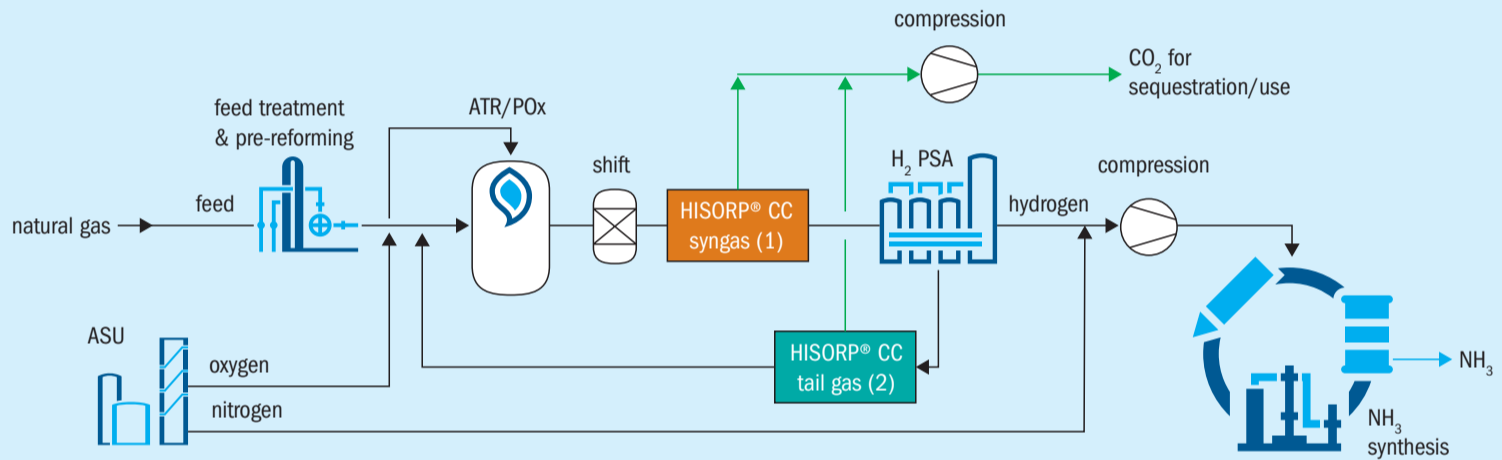 compression
CO₂ for
sequestration/use
feed treatment
& pre-reforming
ATR/POx
shift
H₂ PSA
compression
natural gas
feed
HISORP® CC
syngas (1)
hydrogen
ASU
oxygen
nitrogen
HISORP® CC
tail gas (2)
NH₃
NH₃
synthesis